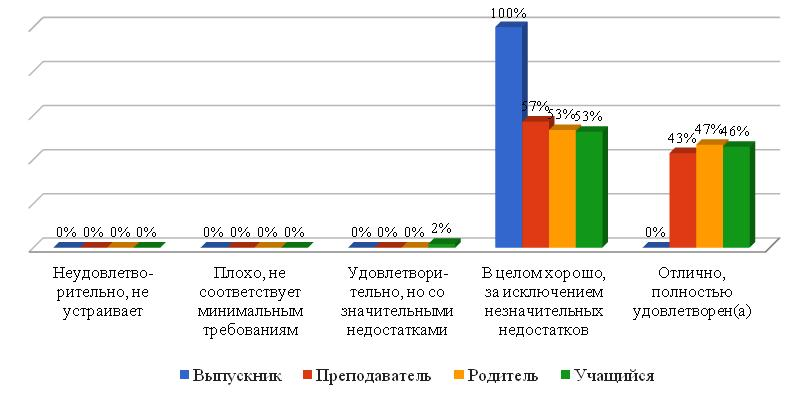 100%
57% 53% 53%
43% 47% 46%
0% 0% 0% 0% 0% 0% 0% 0% 0% 0% 0% 2% 0%
Неудовлетво-
рительно, не
устраивает
Плохо, не
соответствует
минимальным
требованиям
Удовлетвори-
тельно, но со
значительными
недостатками
В целом хорошо,
за исключением
незначительных
недостатков
Отлично,
полностью
удовлетворен(а)
Выпускник Преподаватель Родитель Учащийся